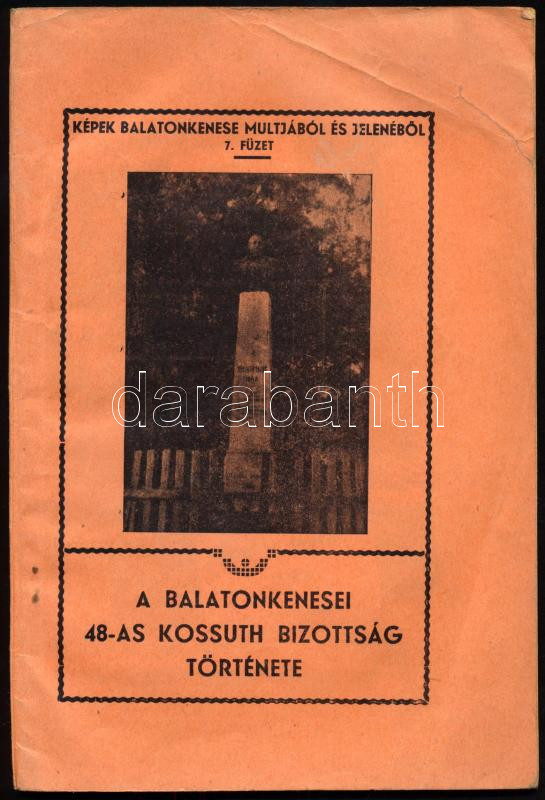 KÉPEK BALATONKENESE MULTJÁBÓL ÉS JELENÉBŐL
7. FÜZET
darabanth
A BALATONKENESEI
48-AS KOSSUTH BIZOTTSÁG
TÖRTÉNETE